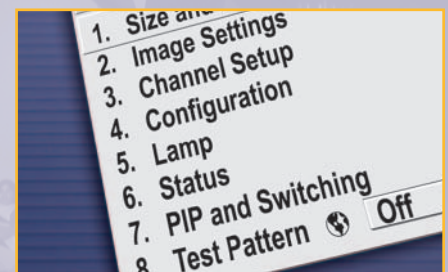 1. Size and
2. Image Settings
3. Channel Setup
4. Configuration
5. Lamp
6. Status
7. PIP and Switching
8 Test Pattern Off